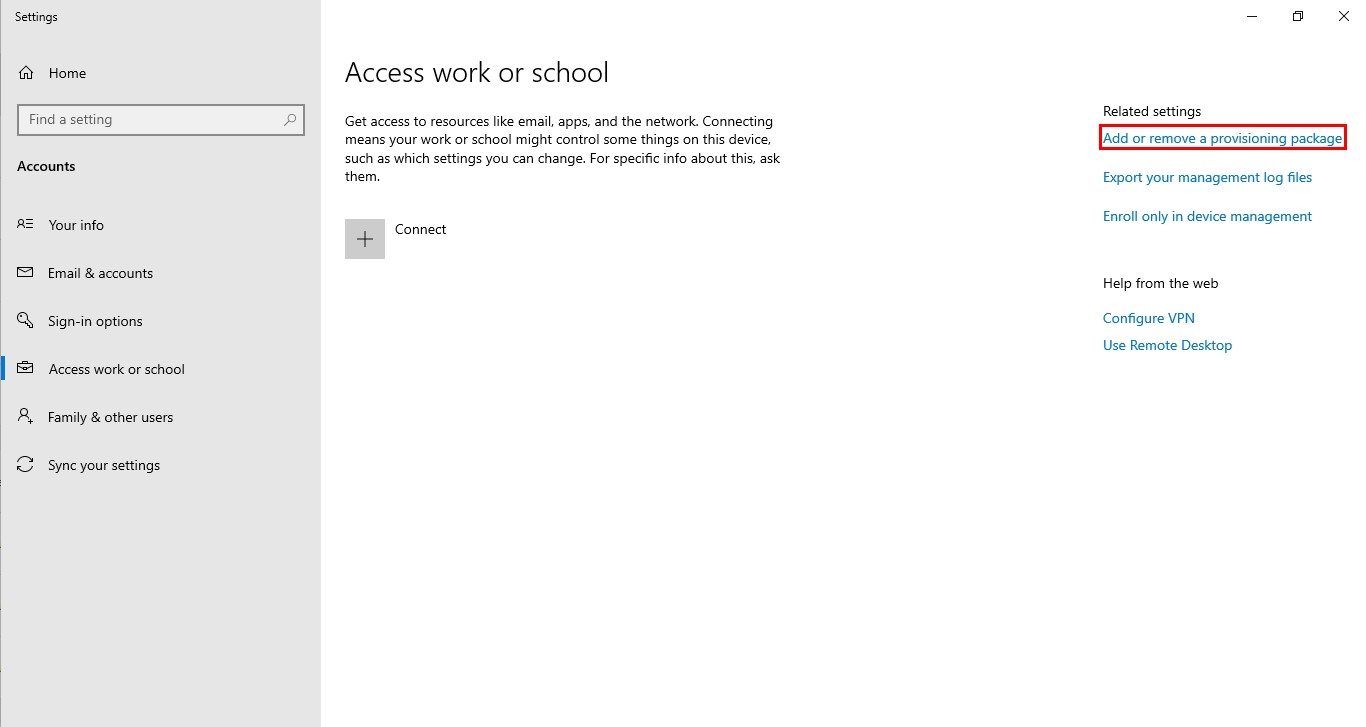 Settings
Home
Find a setting
Accounts
Your info
Email & accounts
Sign-in options
Access work or school
Family & other users
Sync your settings
Access work or school
Get access to resources like email, apps, and the network. Connecting
means your work or school might control some things on this device,
such as which settings you can change. For specific info about this, ask
them.
Connect
Related settings
Add or remove a provisioning package
Export your management log files
Enroll only in device management
Help from the web
Configure VPN
Use Remote Desktop